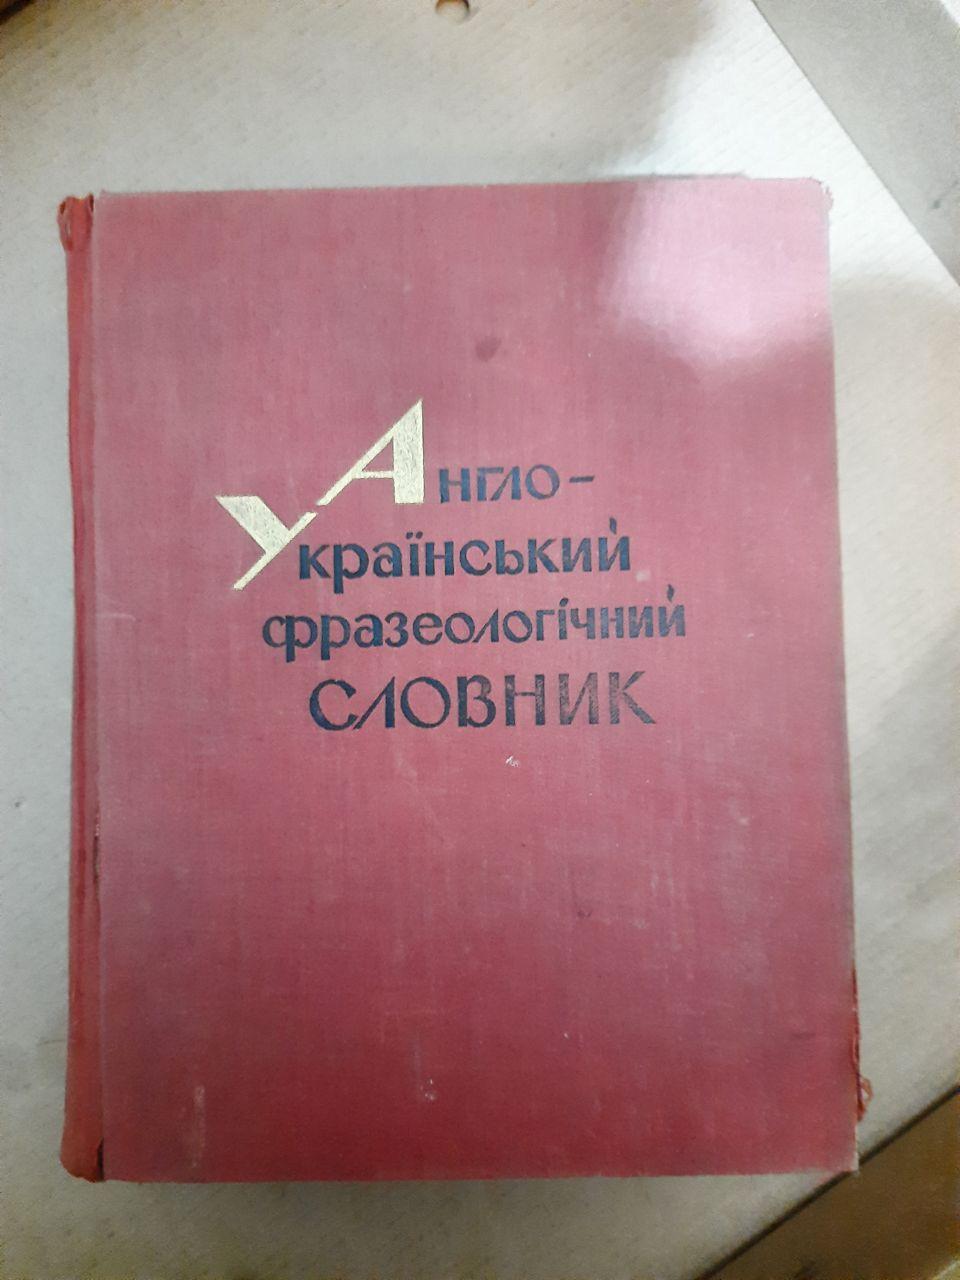 Англо-
український
фразеологічний
СЛОВНИК